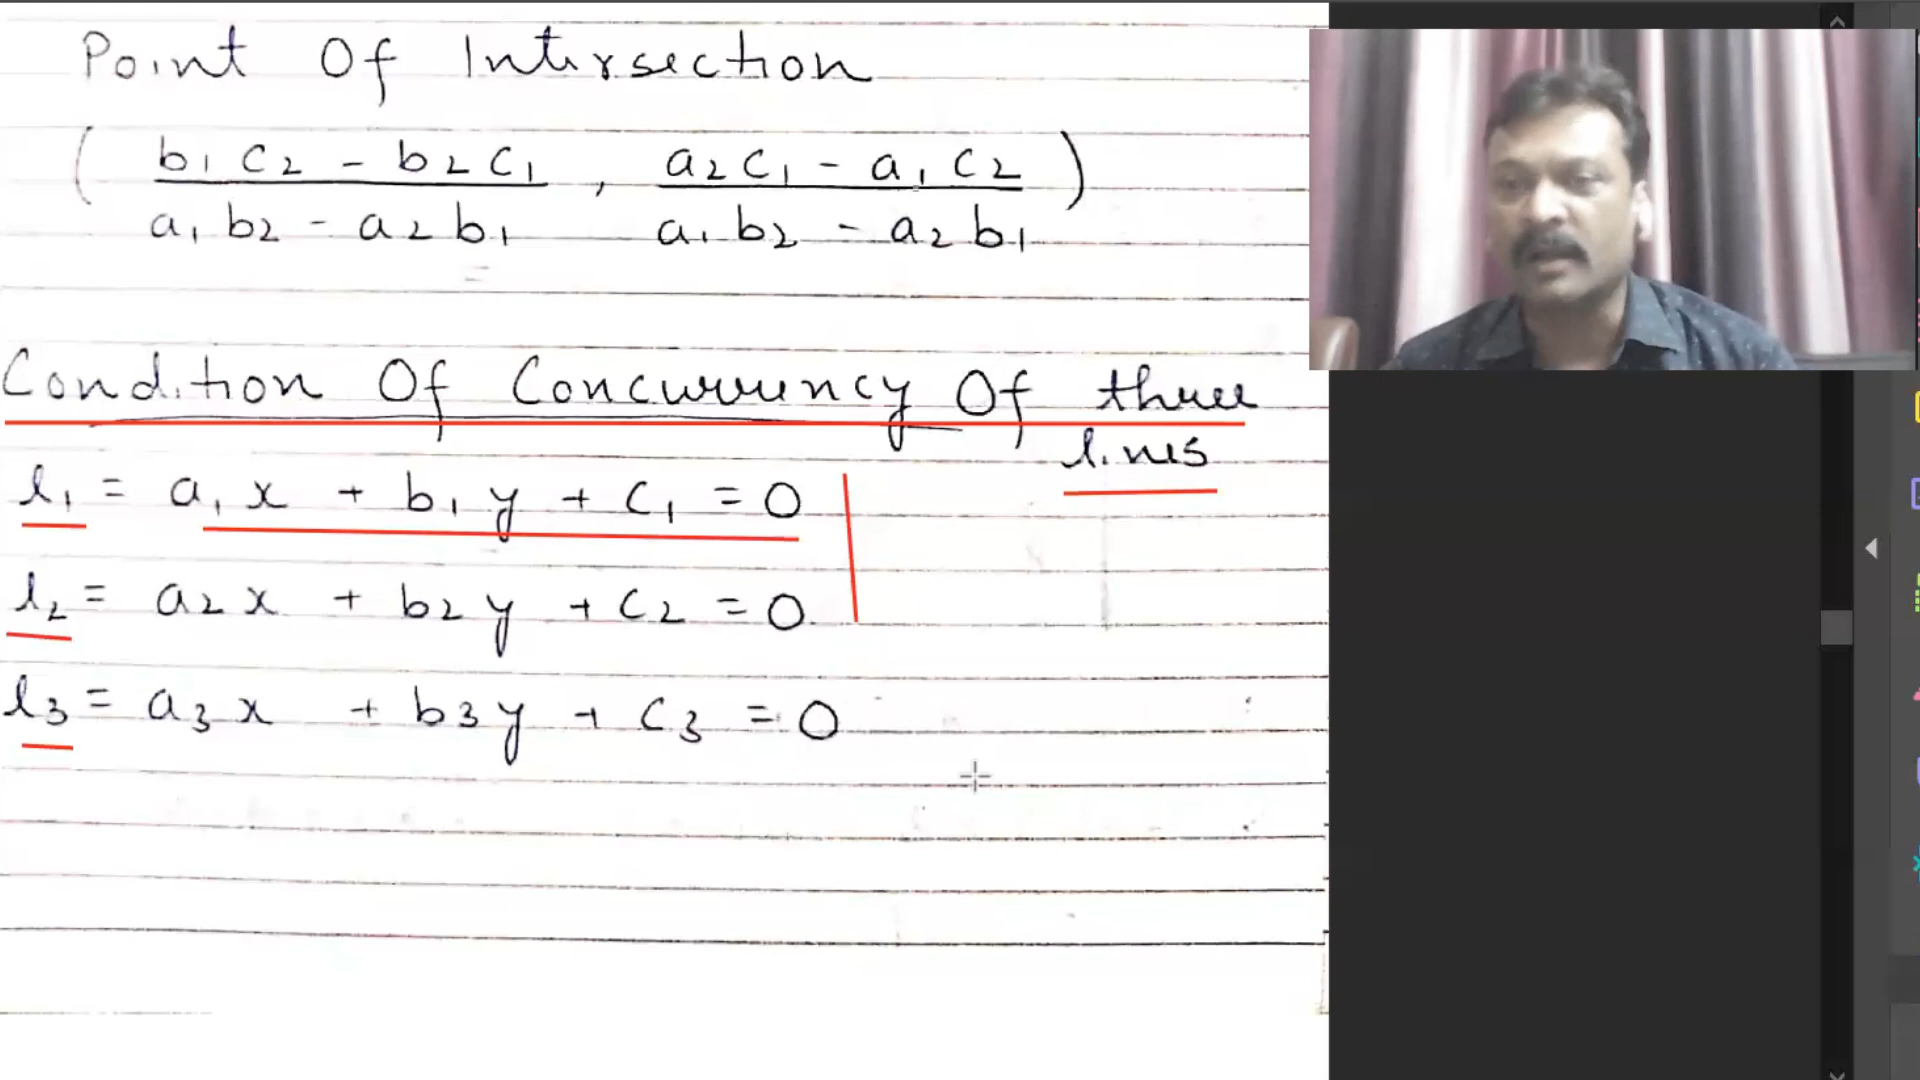 Point Of Intersection
( b1c2 - b2c1 / a1b2 - a2b1 , a2c1 - a1c2 / a1b2 - a2b1 )
Condition Of Concurrency Of three
lines
l1 = a1x + b1y + c1 = 0
l2 = a2x + b2y + c2 = 0
l3 = a3x + b3y + c3 = 0